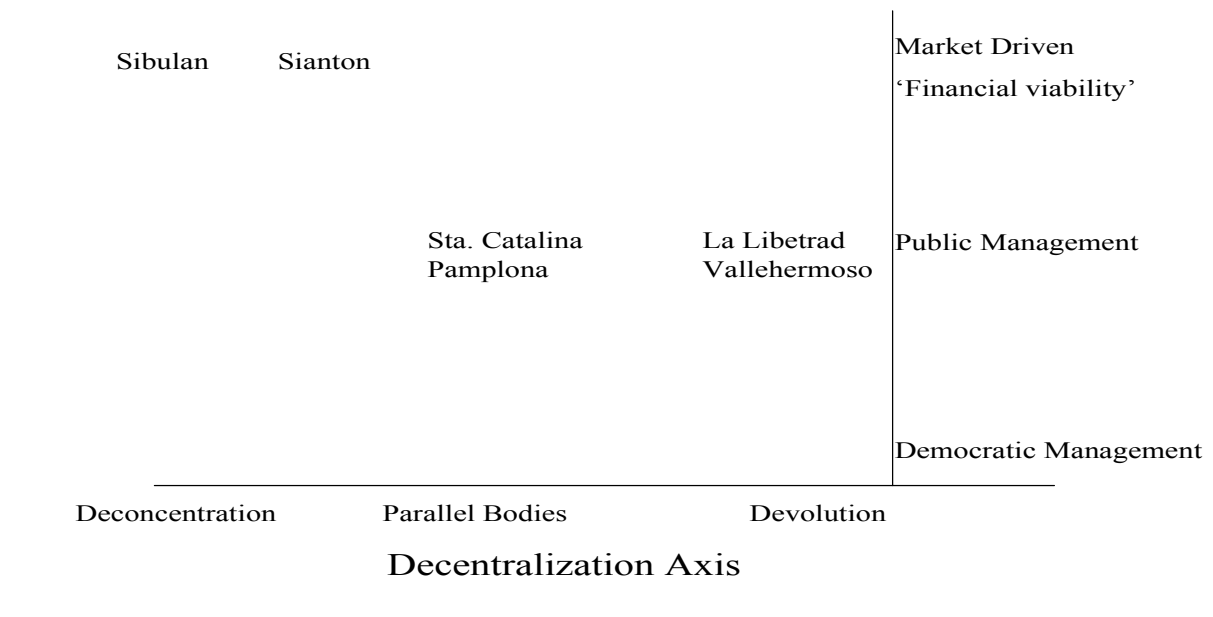 Sibulan Sianton
Market Driven
‘Financial viability’
Sta. Catalina
Pamplona
La Libetrad
Vallehermoso
Public Management
Democratic Management
Deconcentration Parallel Bodies Devolution
Decentralization Axis